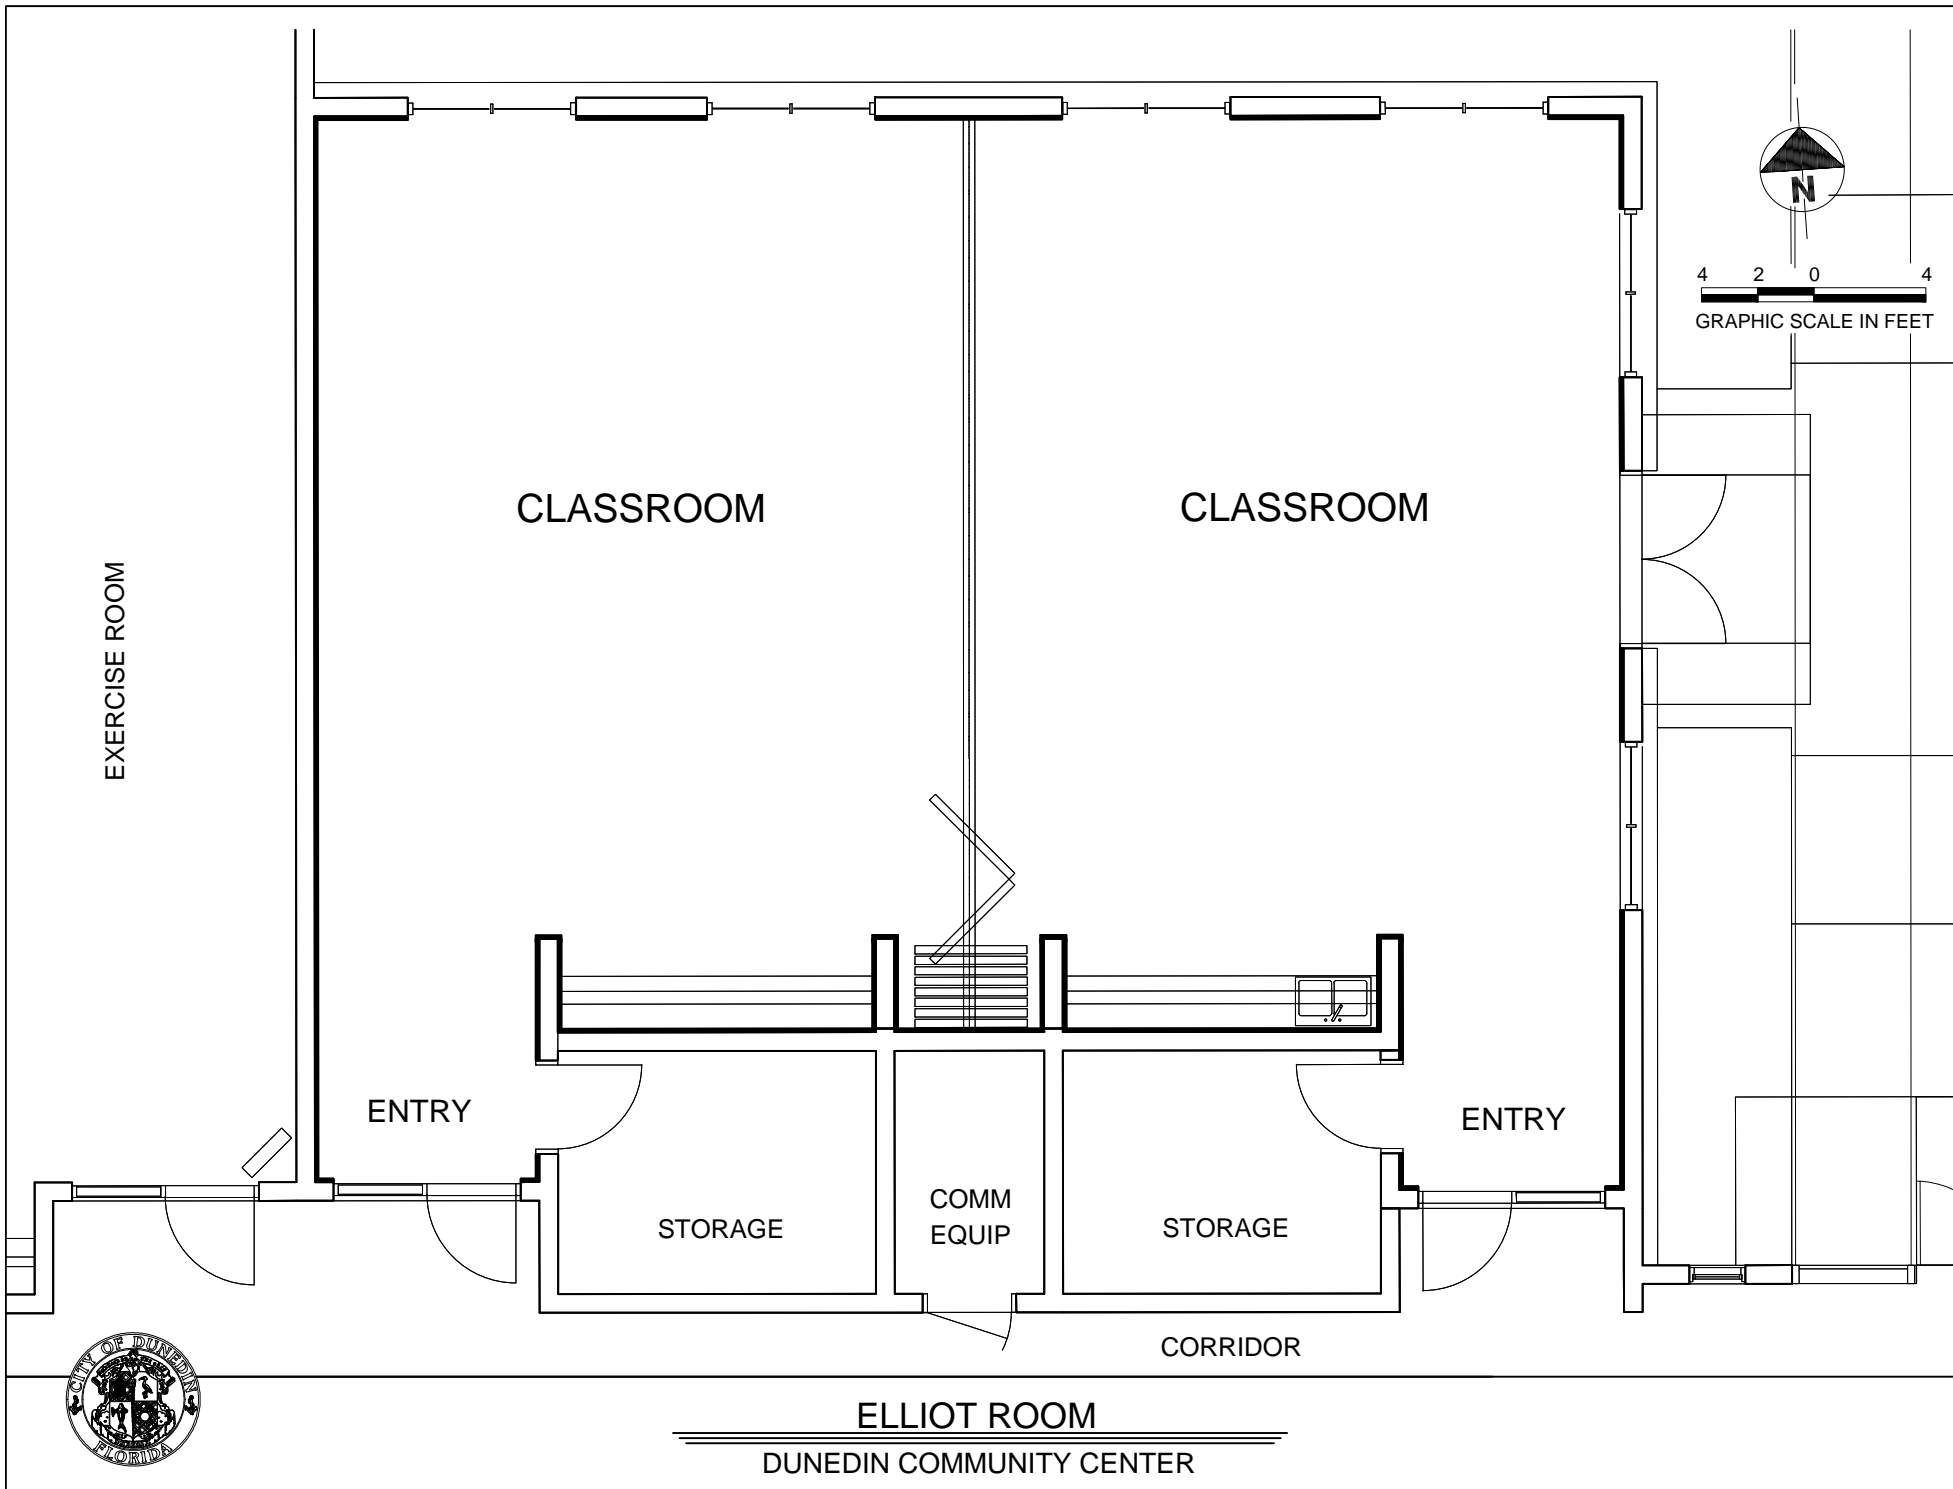 N
4 2 0 4
GRAPHIC SCALE IN FEET
CLASSROOM
CLASSROOM
EXERCISE ROOM
ENTRY
ENTRY
STORAGE
COMM
EQUIP
STORAGE
CORRIDOR
CITY OF DUNEDIN
FLORIDA
ELLIOT ROOM
DUNEDIN COMMUNITY CENTER